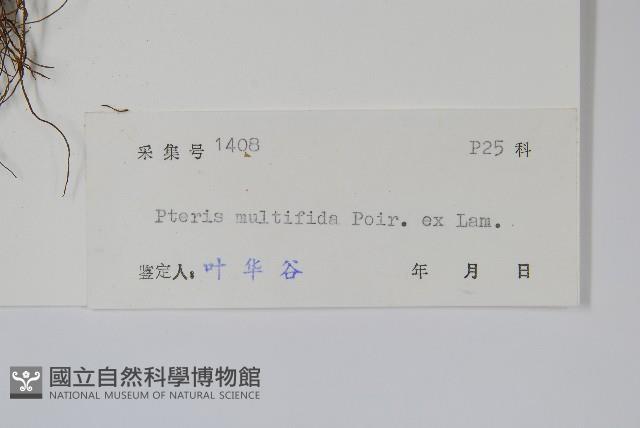 采集号 1408 P25 科
Pteris multifida Poir. ex Lam.
鉴定人: 叶华谷 年 月 日
國立自然科學博物館
NATIONAL MUSEUM OF NATURAL SCIENCE